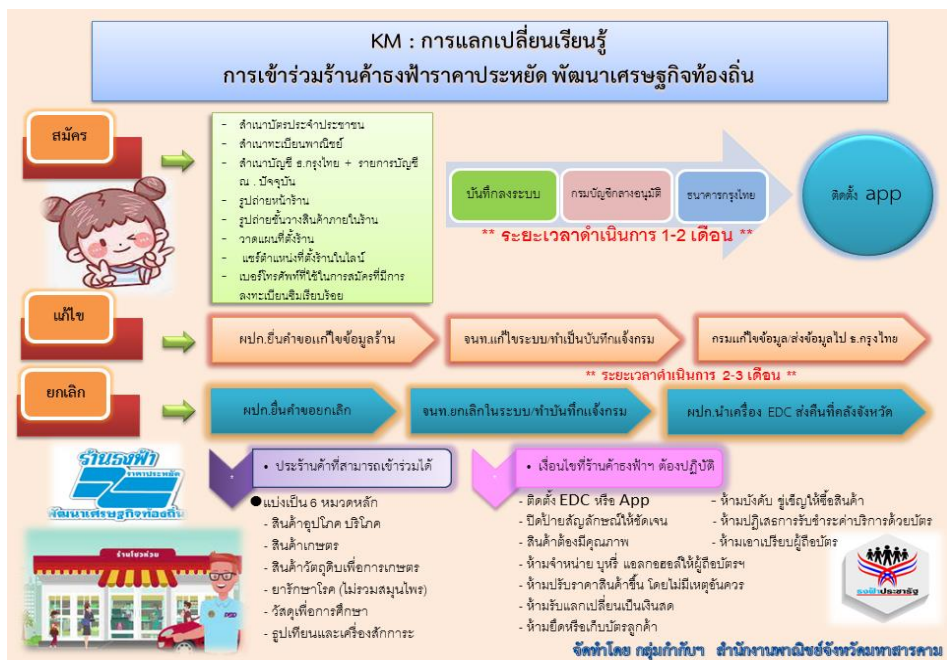 KM : การแลกเปลี่ยนเรียนรู้
การเข้าร่วมร้านค้าธงฟ้าราคาประหยัด พัฒนาเศรษฐกิจท้องถิ่น
สมัคร
- สำเนาบัตรประจำประชาชน
- สำเนาทะเบียนพาณิชย์
- สำเนาบัญชี ธ.กรุงไทย + รายการบัญชี
ณ . ปัจจุบัน
- รูปถ่ายหน้าร้าน
- รูปถ่ายชั้นวางสินค้าภายในร้าน
- วาดแผนที่ตั้งร้าน
- แชร์ตำแหน่งที่ตั้งร้านในไลน์
- เบอร์โทรศัพท์ที่ใช้ในการสมัครที่มีการ
ลงทะเบียนซิมเรียบร้อย
บันทึกลงระบบ
กรมบัญชีกลางอนุมัติ
ธนาคารกรุงไทย
** ระยะเวลาดำเนินการ 1-2 เดือน **
ติดตั้ง app
แก้ไข
ผปก.ยื่นคำขอแก้ไขข้อมูลร้าน
จนท.แก้ไขระบบ/ทำเป็นบันทึกแจ้งกรม
กรมแก้ไขข้อมูล/ส่งข้อมูลไป ธ.กรุงไทย
** ระยะเวลาดำเนินการ 2-3 เดือน **
ยกเลิก
ผปก.ยื่นคำขอยกเลิก
จนท.ยกเลิกในระบบ/ทำบันทึกแจ้งกรม
ผปก.นำเครื่อง EDC ส่งคืนที่คลังจังหวัด
ร้านธงฟ้า
ราคาประหยัด
พัฒนาเศรษฐกิจท้องถิ่น
ร้านโชว์ห่วย
• ประร้านค้าที่สามารถเข้าร่วมได้
●แบ่งเป็น 6 หมวดหลัก
- สินค้าอุปโภค บริโภค
- สินค้าเกษตร
- สินค้าวัตถุดิบเพื่อการเกษตร
- ยารักษาโรค (ไม่รวมสมุนไพร)
- วัสดุเพื่อการศึกษา
- ธูปเทียนและเครื่องสักการะ
• เงื่อนไขที่ร้านค้าธงฟ้าฯ ต้องปฏิบัติ
- ติดตั้ง EDC หรือ App
- ปิดป้ายสัญลักษณ์ให้ชัดเจน
- สินค้าต้องมีคุณภาพ
- ห้ามจำหน่าย บุหรี่ แอลกอฮอล์ให้ผู้ถือบัตรฯ
- ห้ามปรับราคาสินค้าขึ้น โดยไม่มีเหตุอันควร
- ห้ามรับแลกเปลี่ยนเป็นเงินสด
- ห้ามยึดหรือเก็บบัตรลูกค้า
- ห้ามบังคับ ขู่เข็ญให้ซื้อสินค้า
- ห้ามปฏิเสธการรับชำระค่าบริการด้วยบัตร
- ห้ามเอาเปรียบผู้ถือบัตร
ธงฟ้าประชารัฐ
จัดทำโดย กลุ่มกำกับฯ สำนักงานพาณิชย์จังหวัดมหาสารคาม